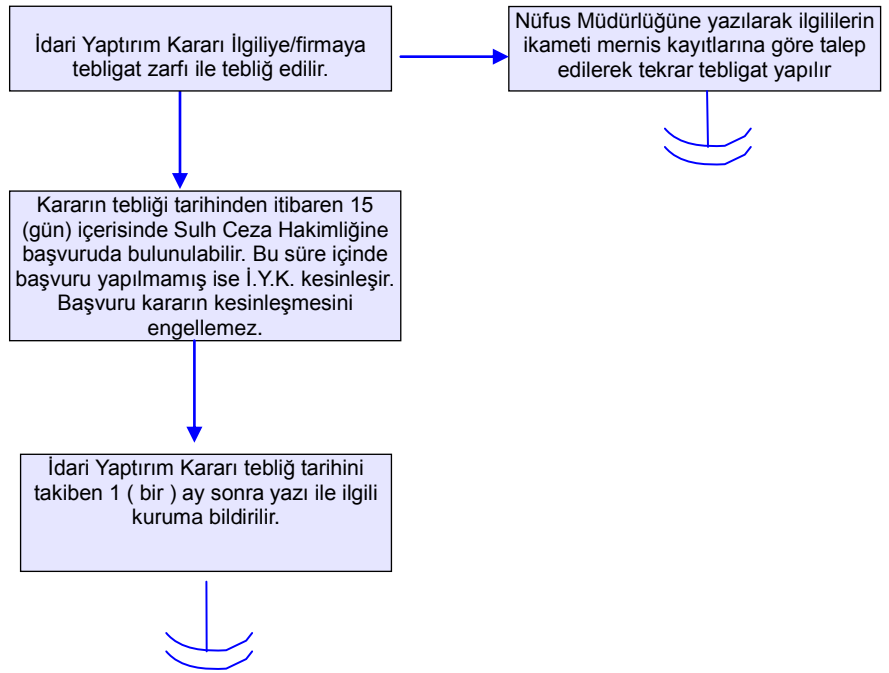 İdari Yaptırım Kararı İlgiliye/firmaya
tebligat zarfı ile tebliğ edilir.
Nüfus Müdürlüğüne yazılarak ilgililerin
ikameti mernis kayıtlarına göre talep
edilerek tekrar tebligat yapılır
Kararın tebliği tarihinden itibaren 15
(gün) içerisinde Sulh Ceza Hakimliğine
başvuruda bulunulabilir. Bu süre içinde
başvuru yapılmamış ise İ.Y.K. kesinleşir.
Başvuru kararın kesinleşmesini
engellemez.
İdari Yaptırım Kararı tebliğ tarihini
takiben 1 ( bir ) ay sonra yazı ile ilgili
kuruma bildirilir.